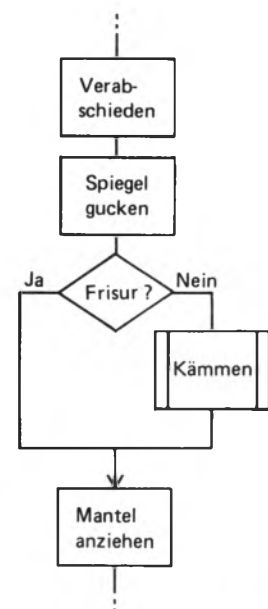 Verab-
schieden
Spiegel
gucken
Ja
Frisur ?
Nein
Kämmen
Mantel
anziehen